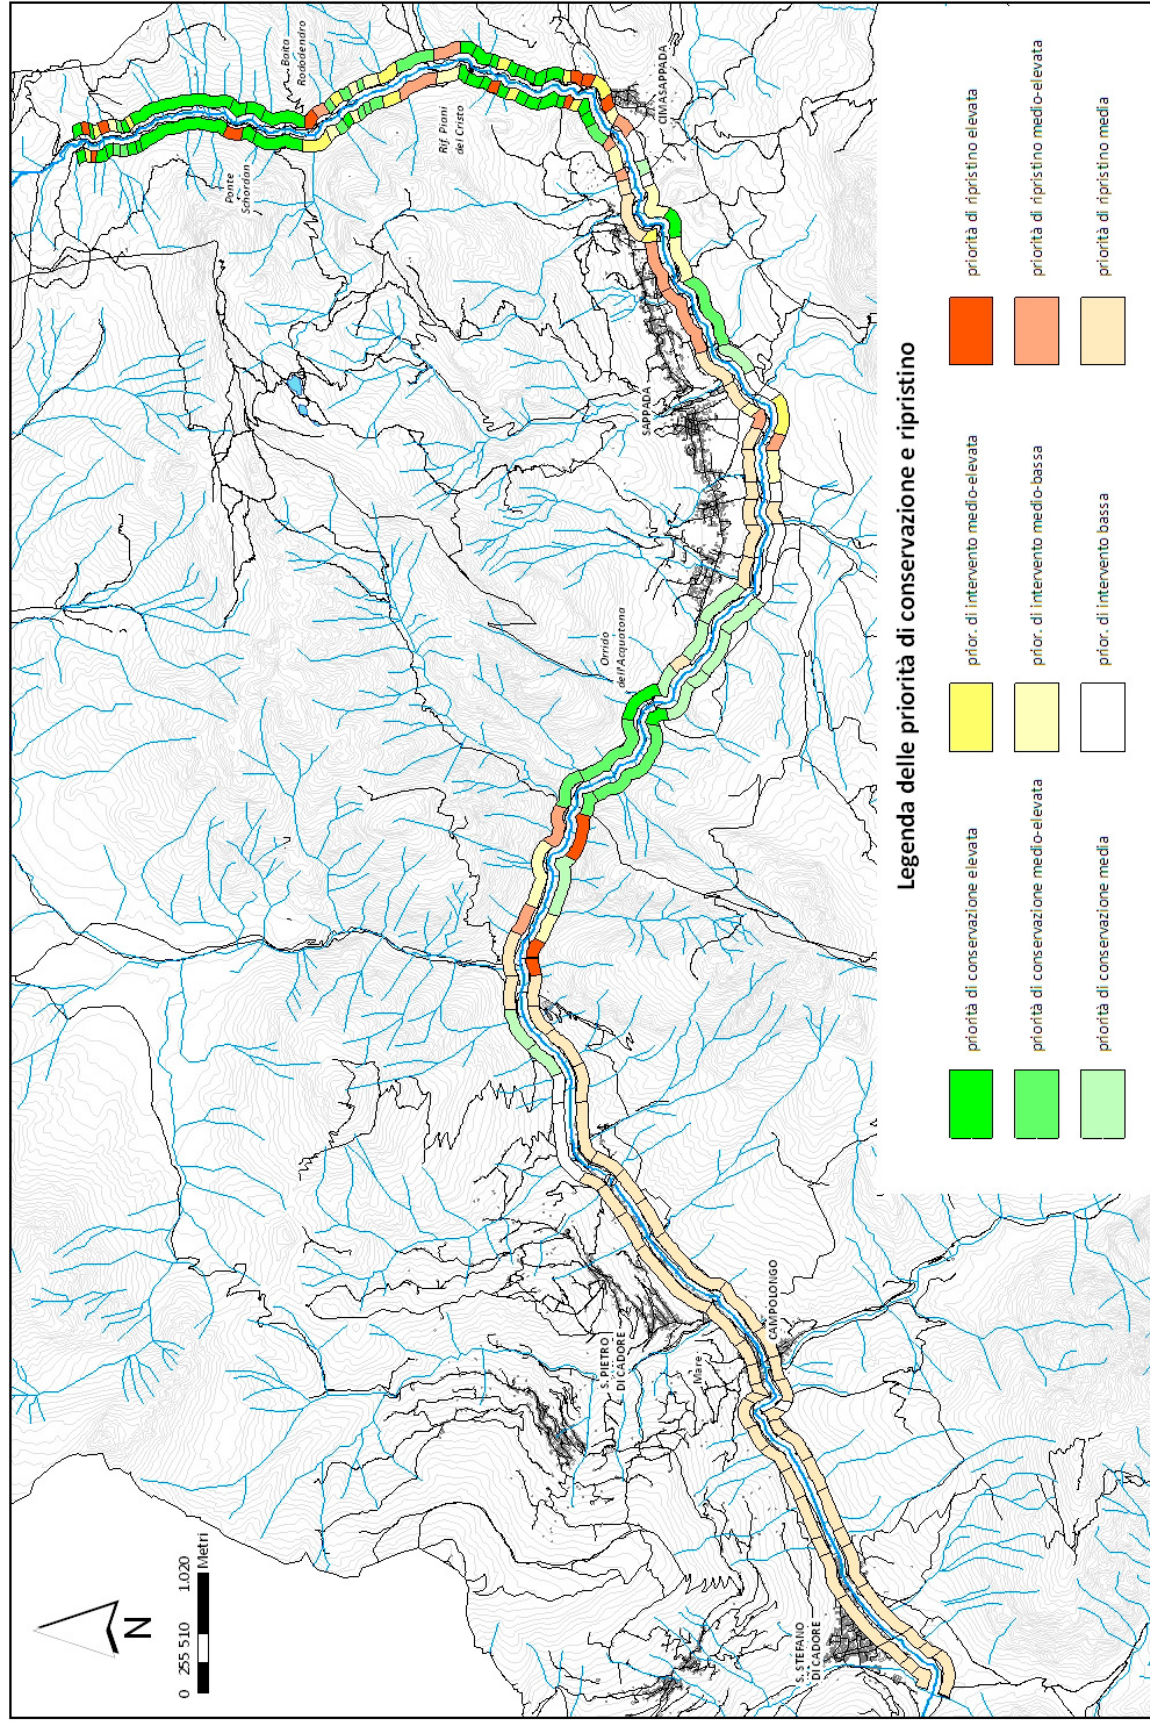 Ponte
Schordan
Baita
Rododendro
Rif. Piani
del Cristo
CIMASAPPADA
SAPPADA
Orrido
dell'Acquatona
S. PIETRO
DI CADORE
Mare
CAMPOLONGO
S. STEFANO
DI CADORE
N
0 255 510 1.020
Metri
Legenda delle priorità di conservazione e ripristino
priorità di conservazione elevata
priorità di conservazione medio-elevata
priorità di conservazione media
prior. di intervento medio-elevata
prior. di intervento medio-bassa
prior. di intervento bassa
priorità di ripristino elevata
priorità di ripristino medio-elevata
priorità di ripristino media